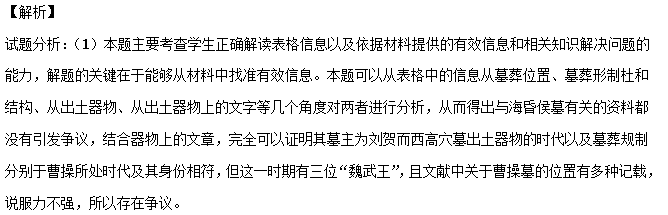 【解析】
试题分析：（1）本题主要考查学生正确解读表格信息以及依据材料提供的有效信息和相关知识解决问题的
能力，解题的关键在于能够从材料中找准有效信息。本题可以从表格中的信息从墓葬位置、墓葬形制杜和
结构、从出土器物、从出土器物上的文字等几个角度对两者进行分析，从而得出与海昏侯墓有关的资料都
没有引发争议，结合器物上的文章，完全可以证明其墓主为刘贺而西高穴墓出土器物的时代以及墓葬规制
分别于曹操所处时代及其身份相符，但这一时期有三位“魏武王”，且文献中关于曹操墓的位置有多种记载，
说服力不强，所以存在争议。